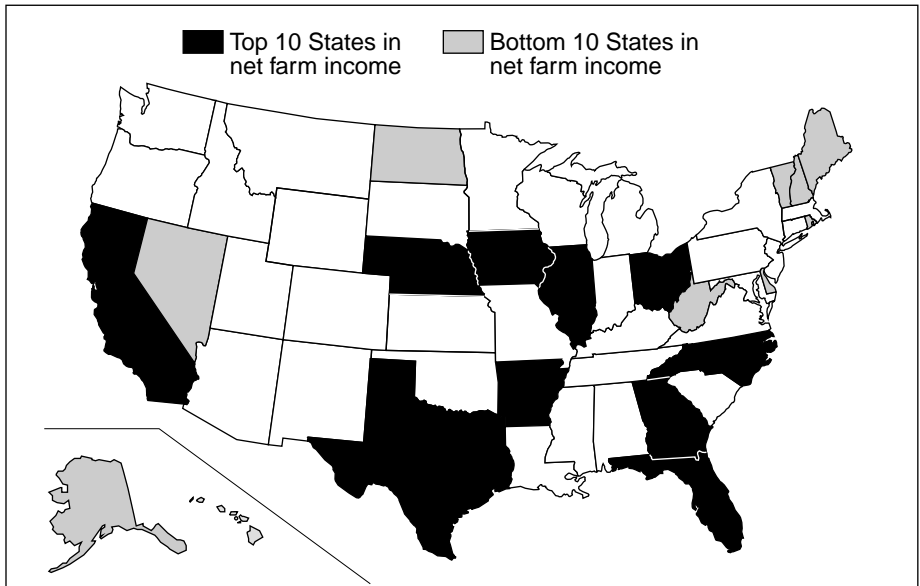 Top 10 States in
net farm income
Bottom 10 States in
net farm income